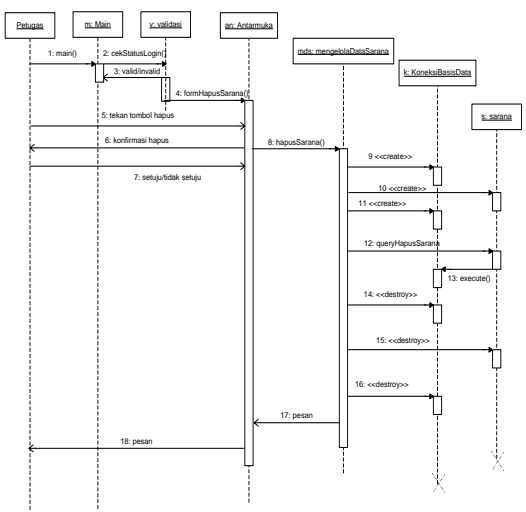 Petugas
m: Main
v: validasi
an: Antarmuka
mds: mengelolaDataSarana
k: KoneksiBasisData
s: sarana
1: main()
2: cekStatusLogin()
3: valid/invalid
4: formHapusSarana()
5: tekan tombol hapus
6: konfirmasi hapus
7: setuju/tidak setuju
8: hapusSarana()
9 <<create>>
10 <<create>>
11 <<create>>
12: queryHapusSarana
13: execute()
14: <<destroy>>
15: <<destroy>>
16: <<destroy>>
17: pesan
18: pesan